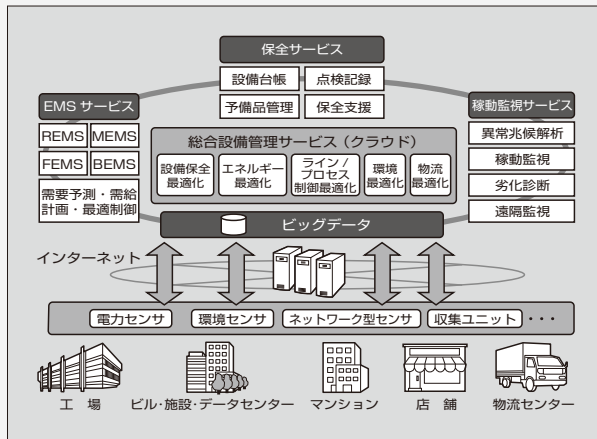 保全サービス
設備台帳
点検記録
予備品管理
保全支援
EMS サービス
REMS
MEMS
FEMS
BEMS
需要予測・需給
計画・最適制御
総合設備管理サービス(クラウド)
設備保全
最適化
エネルギー
最適化
ライン/
プロセス
制御最適化
環境
最適化
物流
最適化
稼動監視サービス
異常兆候解析
稼動監視
劣化診断
遠隔監視
ビッグデータ
インターネット
電力センサ
環境センサ
ネットワーク型センサ
収集ユニット
・・・
工 場
ビル・施設・データセンター
マンション
店 舗
物流センター